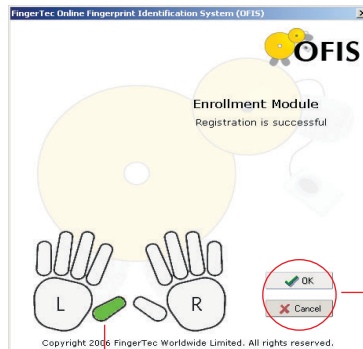 FingerTec Online Fingerprint Identification System (OFIS)
OFIS
Enrollment Module
Registration is successful
L
R
OK
Cancel
Copyright 2006 FingerTec Worldwide Limited. All rights reserved.